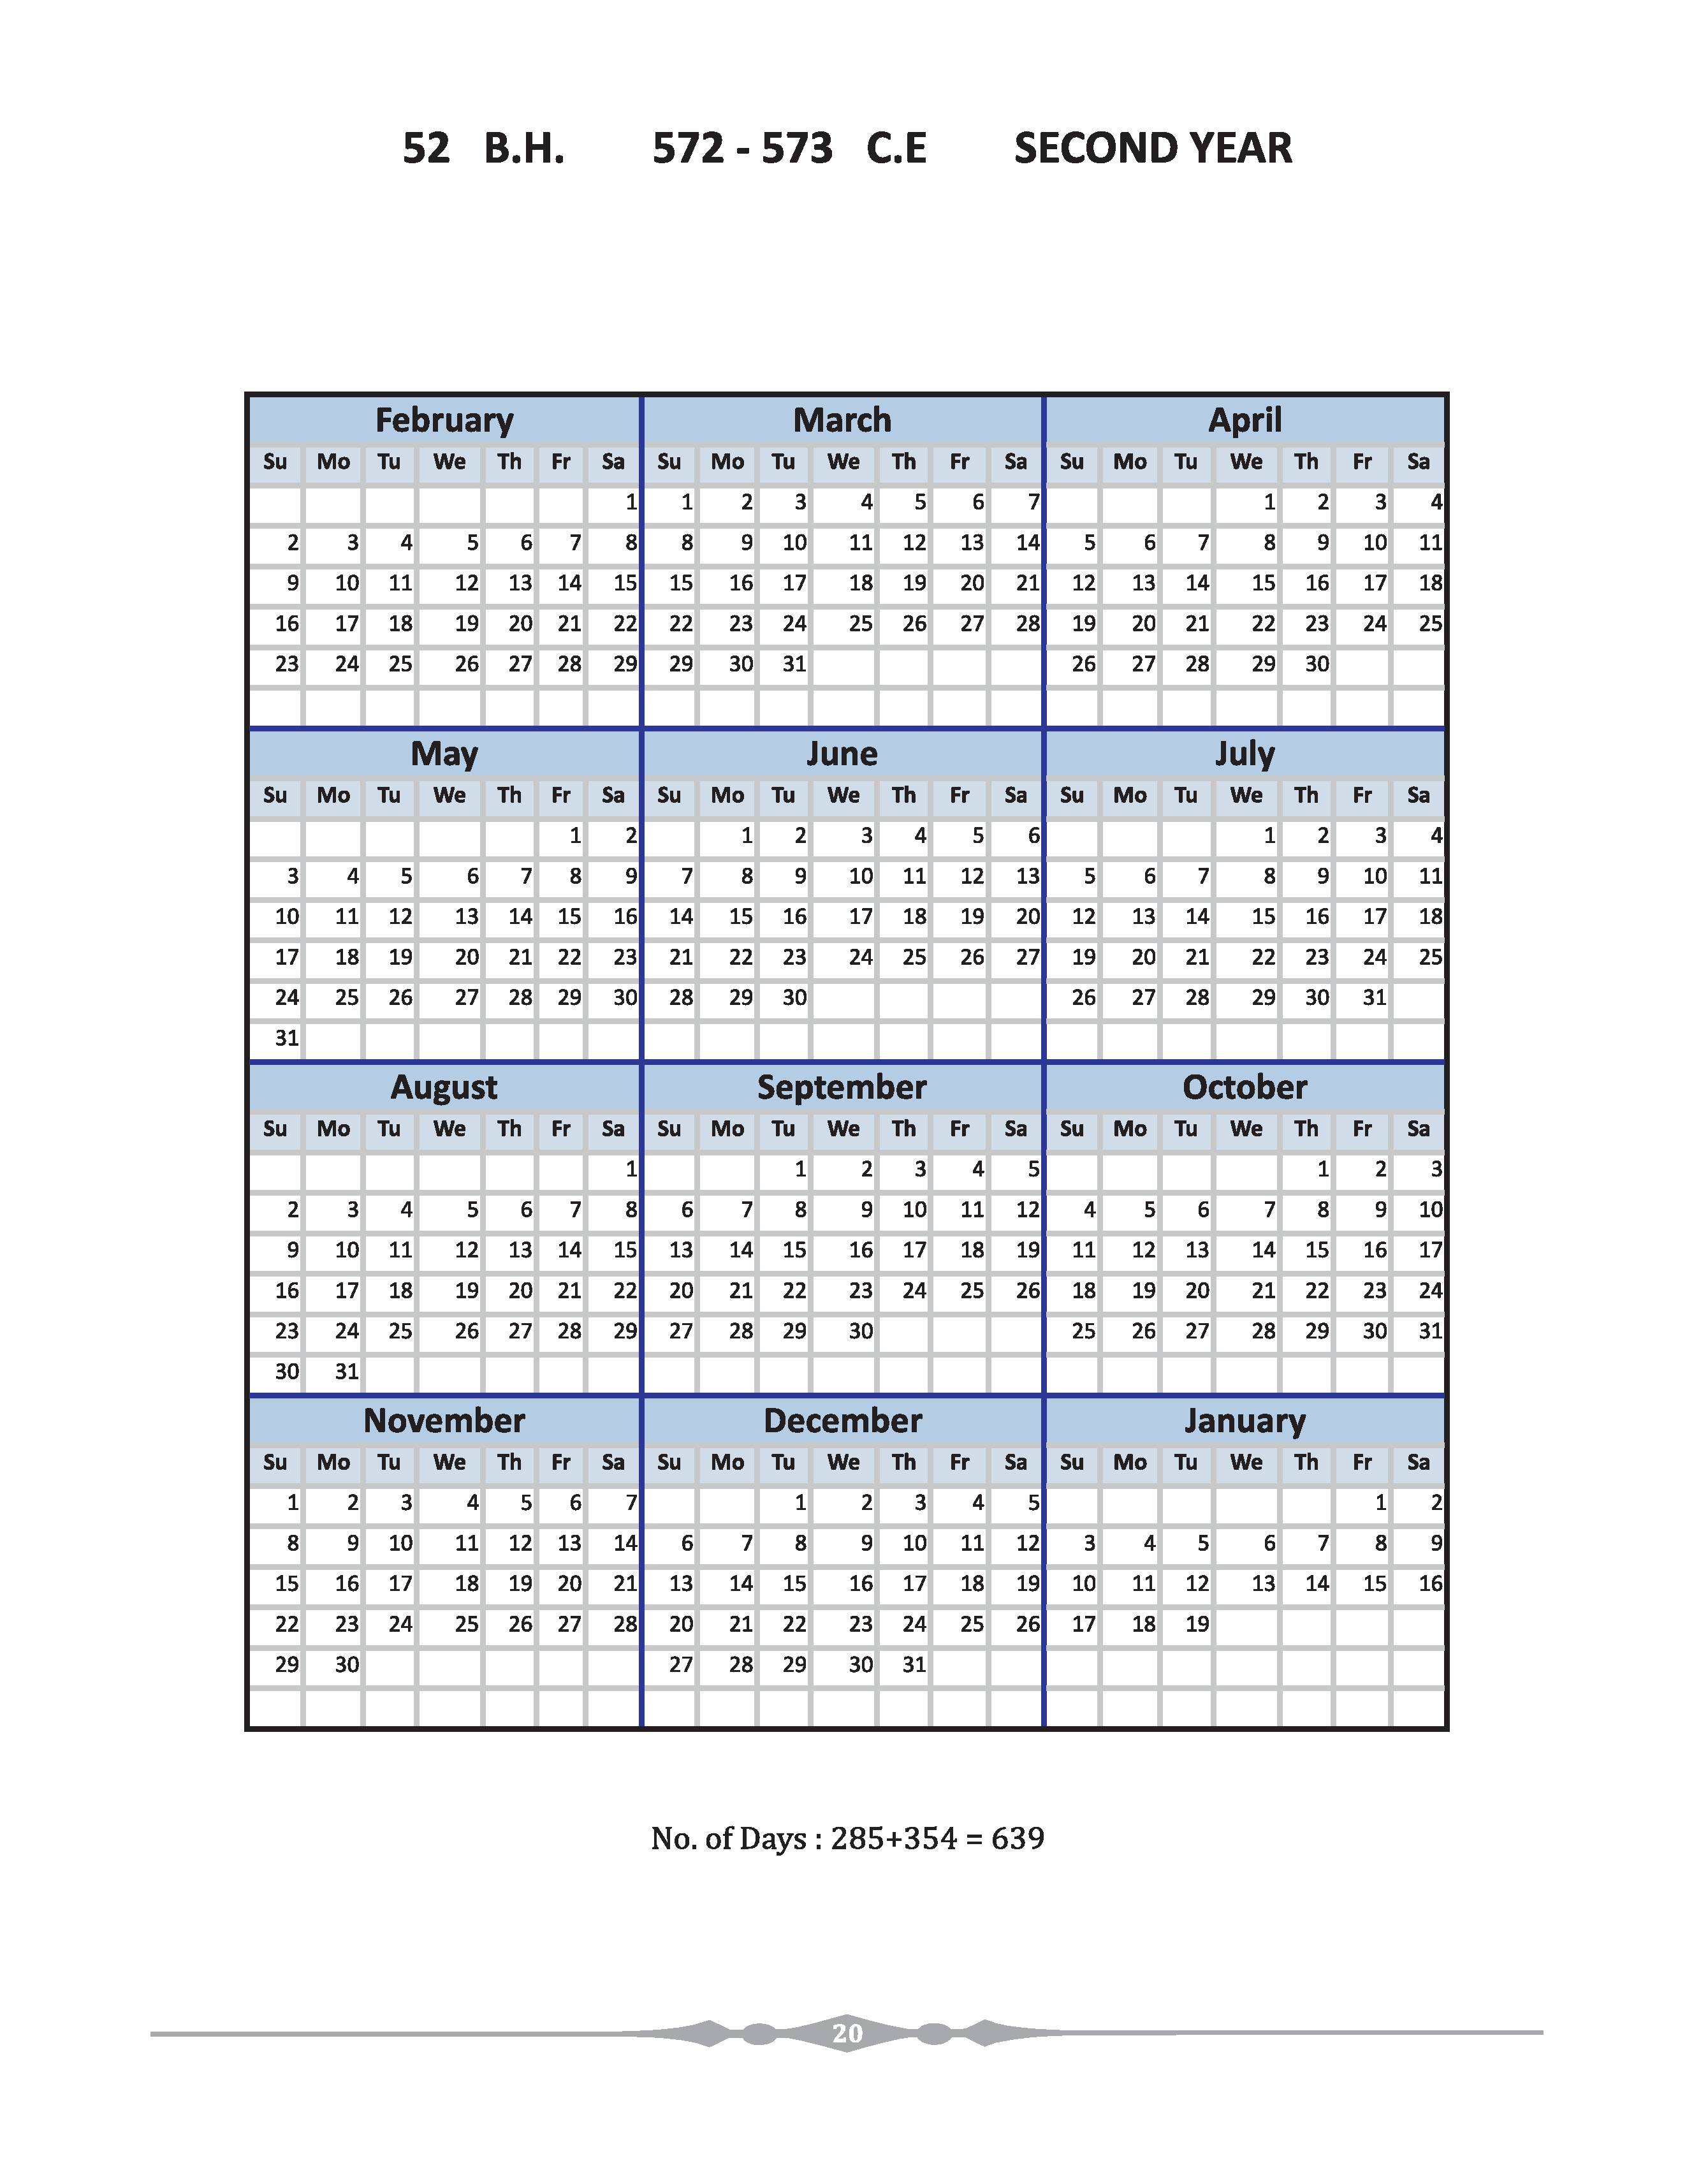 52 B.H. 572 - 573 C.E SECOND YEAR
February March April
Su Mo Tu We Th Fr Sa Su Mo Tu We Th Fr Sa Su Mo Tu We Th Fr Sa
1 1 2 3 4 5 6 7 1 2 3 4
2 3 4 5 6 7 8 8 9 10 11 12 13 14 5 6 7 8 9 10 11
9 10 11 12 13 14 15 15 16 17 18 19 20 21 12 13 14 15 16 17 18
16 17 18 19 20 21 22 22 23 24 25 26 27 28 19 20 21 22 23 24 25
23 24 25 26 27 28 29 29 30 31 26 27 28 29 30
May June July
Su Mo Tu We Th Fr Sa Su Mo Tu We Th Fr Sa Su Mo Tu We Th Fr Sa
1 2 1 2 3 4 5 6 1 2 3 4
3 4 5 6 7 8 9 7 8 9 10 11 12 13 5 6 7 8 9 10 11
10 11 12 13 14 15 16 14 15 16 17 18 19 20 12 13 14 15 16 17 18
17 18 19 20 21 22 23 21 22 23 24 25 26 27 19 20 21 22 23 24 25
24 25 26 27 28 29 30 28 29 30 26 27 28 29 30 31
31
August September October
Su Mo Tu We Th Fr Sa Su Mo Tu We Th Fr Sa Su Mo Tu We Th Fr Sa
1 1 2 3 4 5 1 2 3
2 3 4 5 6 7 8 6 7 8 9 10 11 12 4 5 6 7 8 9 10
9 10 11 12 13 14 15 13 14 15 16 17 18 19 11 12 13 14 15 16 17
16 17 18 19 20 21 22 20 21 22 23 24 25 26 18 19 20 21 22 23 24
23 24 25 26 27 28 29 27 28 29 30 25 26 27 28 29 30 31
30 31
November December January
Su Mo Tu We Th Fr Sa Su Mo Tu We Th Fr Sa Su Mo Tu We Th Fr Sa
1 2 3 4 5 6 7 1 2 3 4 5 1 2
8 9 10 11 12 13 14 6 7 8 9 10 11 12 3 4 5 6 7 8 9
15 16 17 18 19 20 21 13 14 15 16 17 18 19 10 11 12 13 14 15 16
22 23 24 25 26 27 28 20 21 22 23 24 25 26 17 18 19
29 30 27 28 29 30 31
No. of Days : 285+354 = 639
20